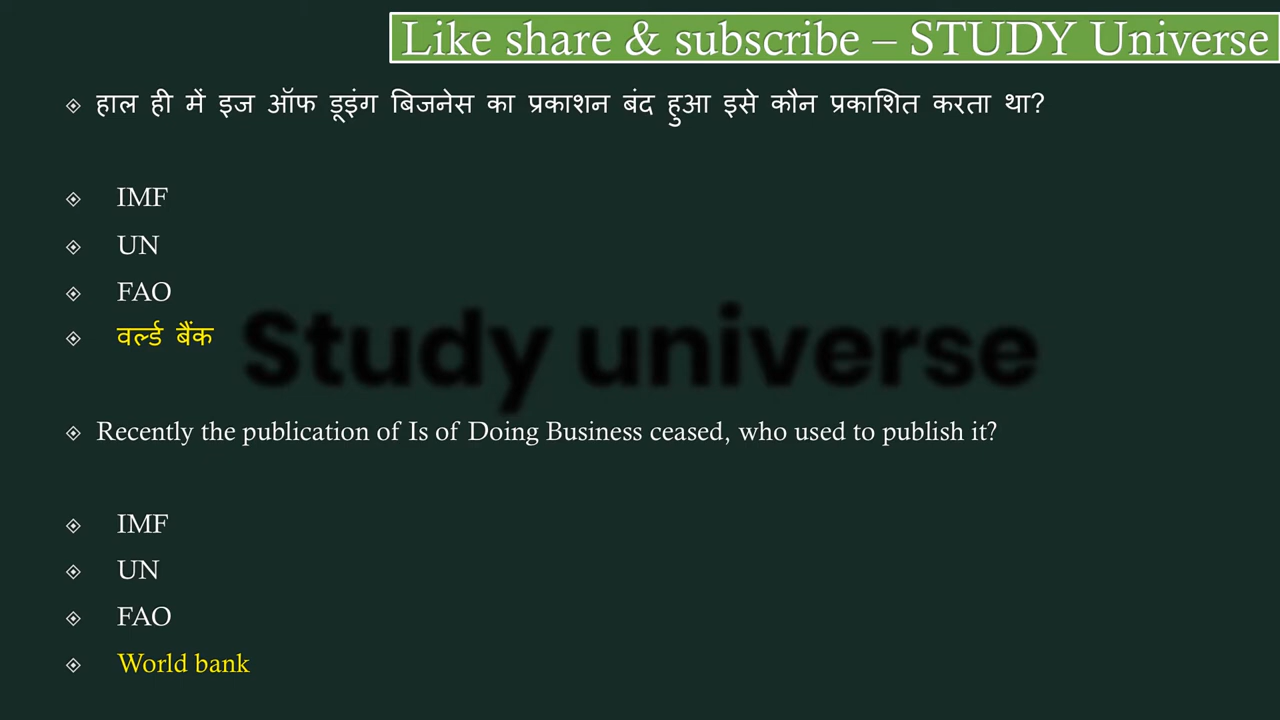 Like share & subscribe – STUDY Universe
हाल ही में इज ऑफ डूइंग बिजनेस का प्रकाशन बंद हुआ इसे कौन प्रकाशित करता था?
IMF
UN
FAO
वर्ल्ड बैंक
Study universe
Recently the publication of Is of Doing Business ceased, who used to publish it?
IMF
UN
FAO
World bank